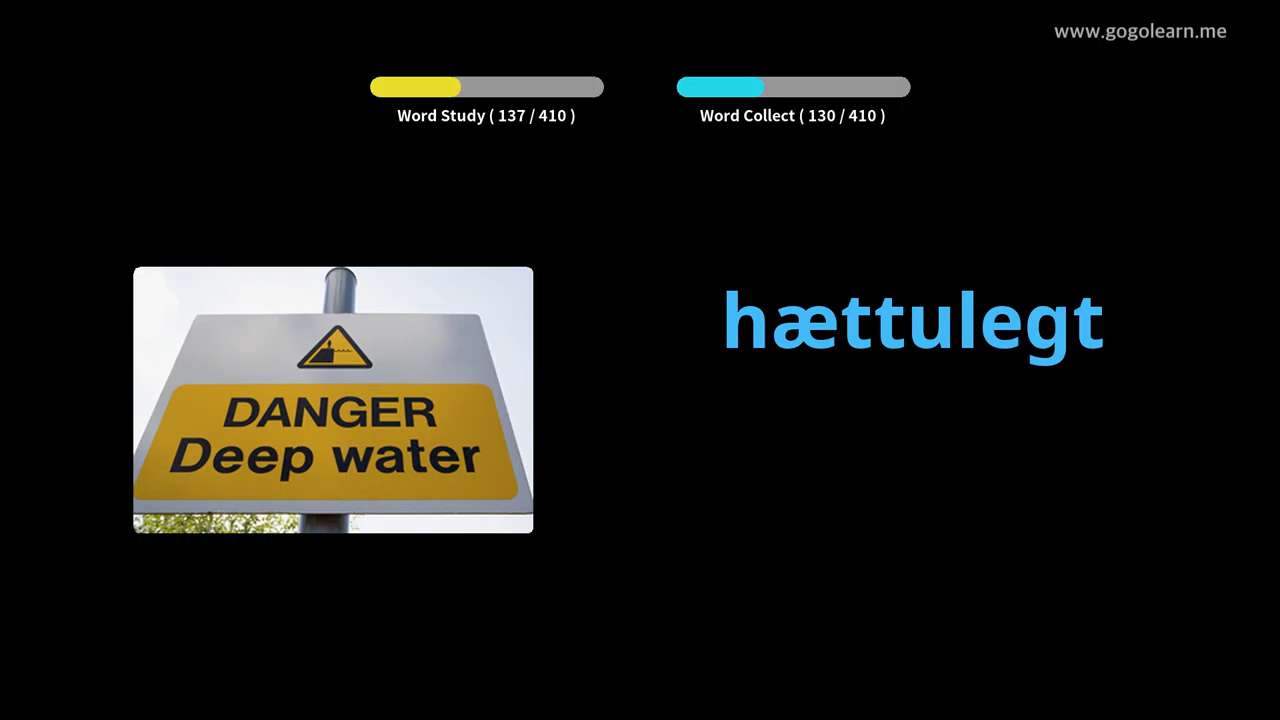 www.gogolearn.me
Word Study ( 137 / 410 )
Word Collect ( 130 / 410 )
hættulegt
DANGER
Deep water